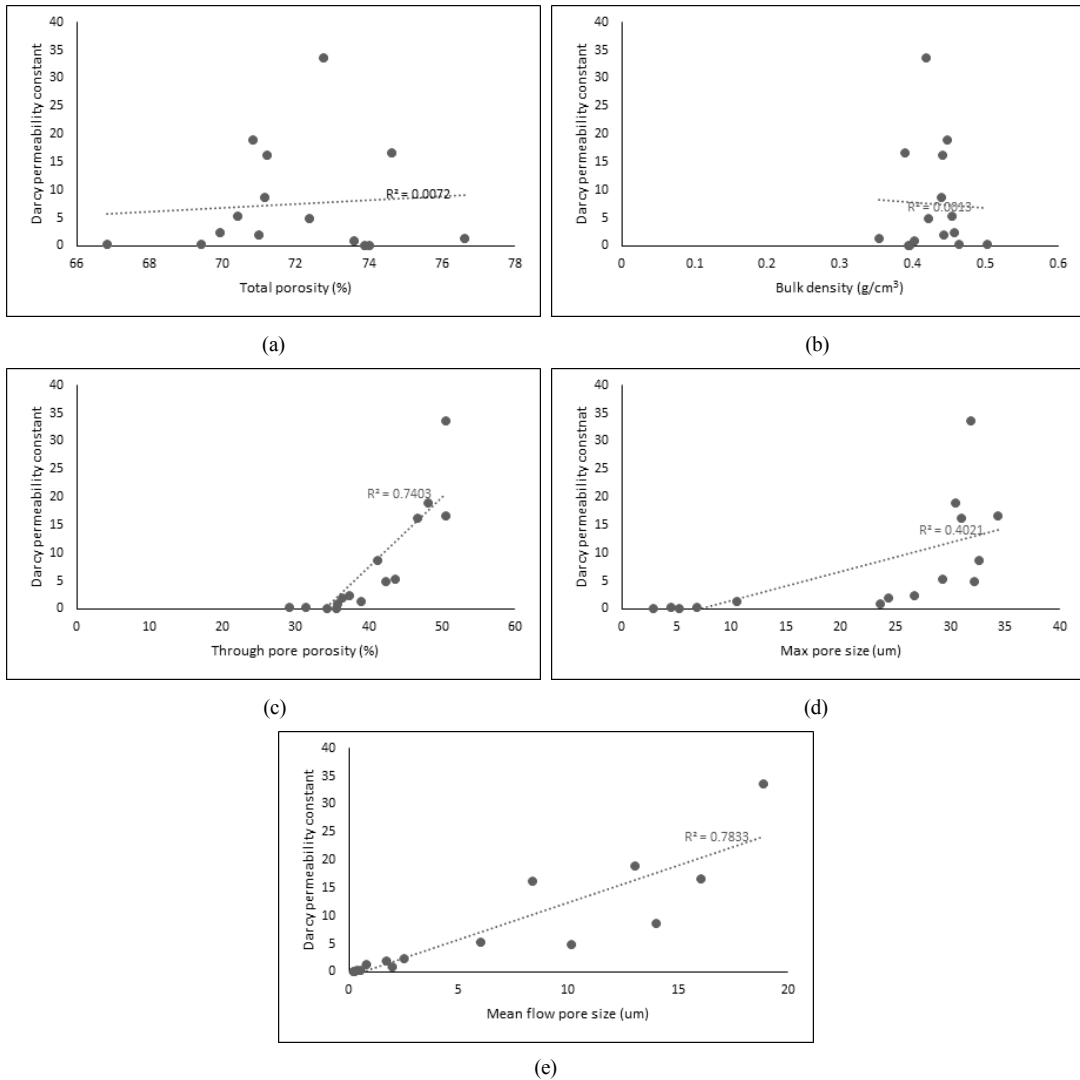 40
35
30
25
20
15
10
5
0
Darcy permeability constant
R² = 0.0072
66 68 70 72 74 76 78
Total porosity (%)
(a)
40
35
30
25
20
15
10
5
0
Darcy permeability constant
R² = 0.0013
0 0.1 0.2 0.3 0.4 0.5 0.6
Bulk density (g/cm³)
(b)
40
35
30
25
20
15
10
5
0
Darcy permeability constant
R² = 0.7403
0 10 20 30 40 50 60
Through pore porosity (%)
(c)
40
35
30
25
20
15
10
5
0
Darcy permeability constnat
R² = 0.4021
0 5 10 15 20 25 30 35 40
Max pore size (um)
(d)
40
35
30
25
20
15
10
5
0
Darcy permeability constant
R² = 0.7833
0 5 10 15 20
Mean flow pore size (um)
(e)